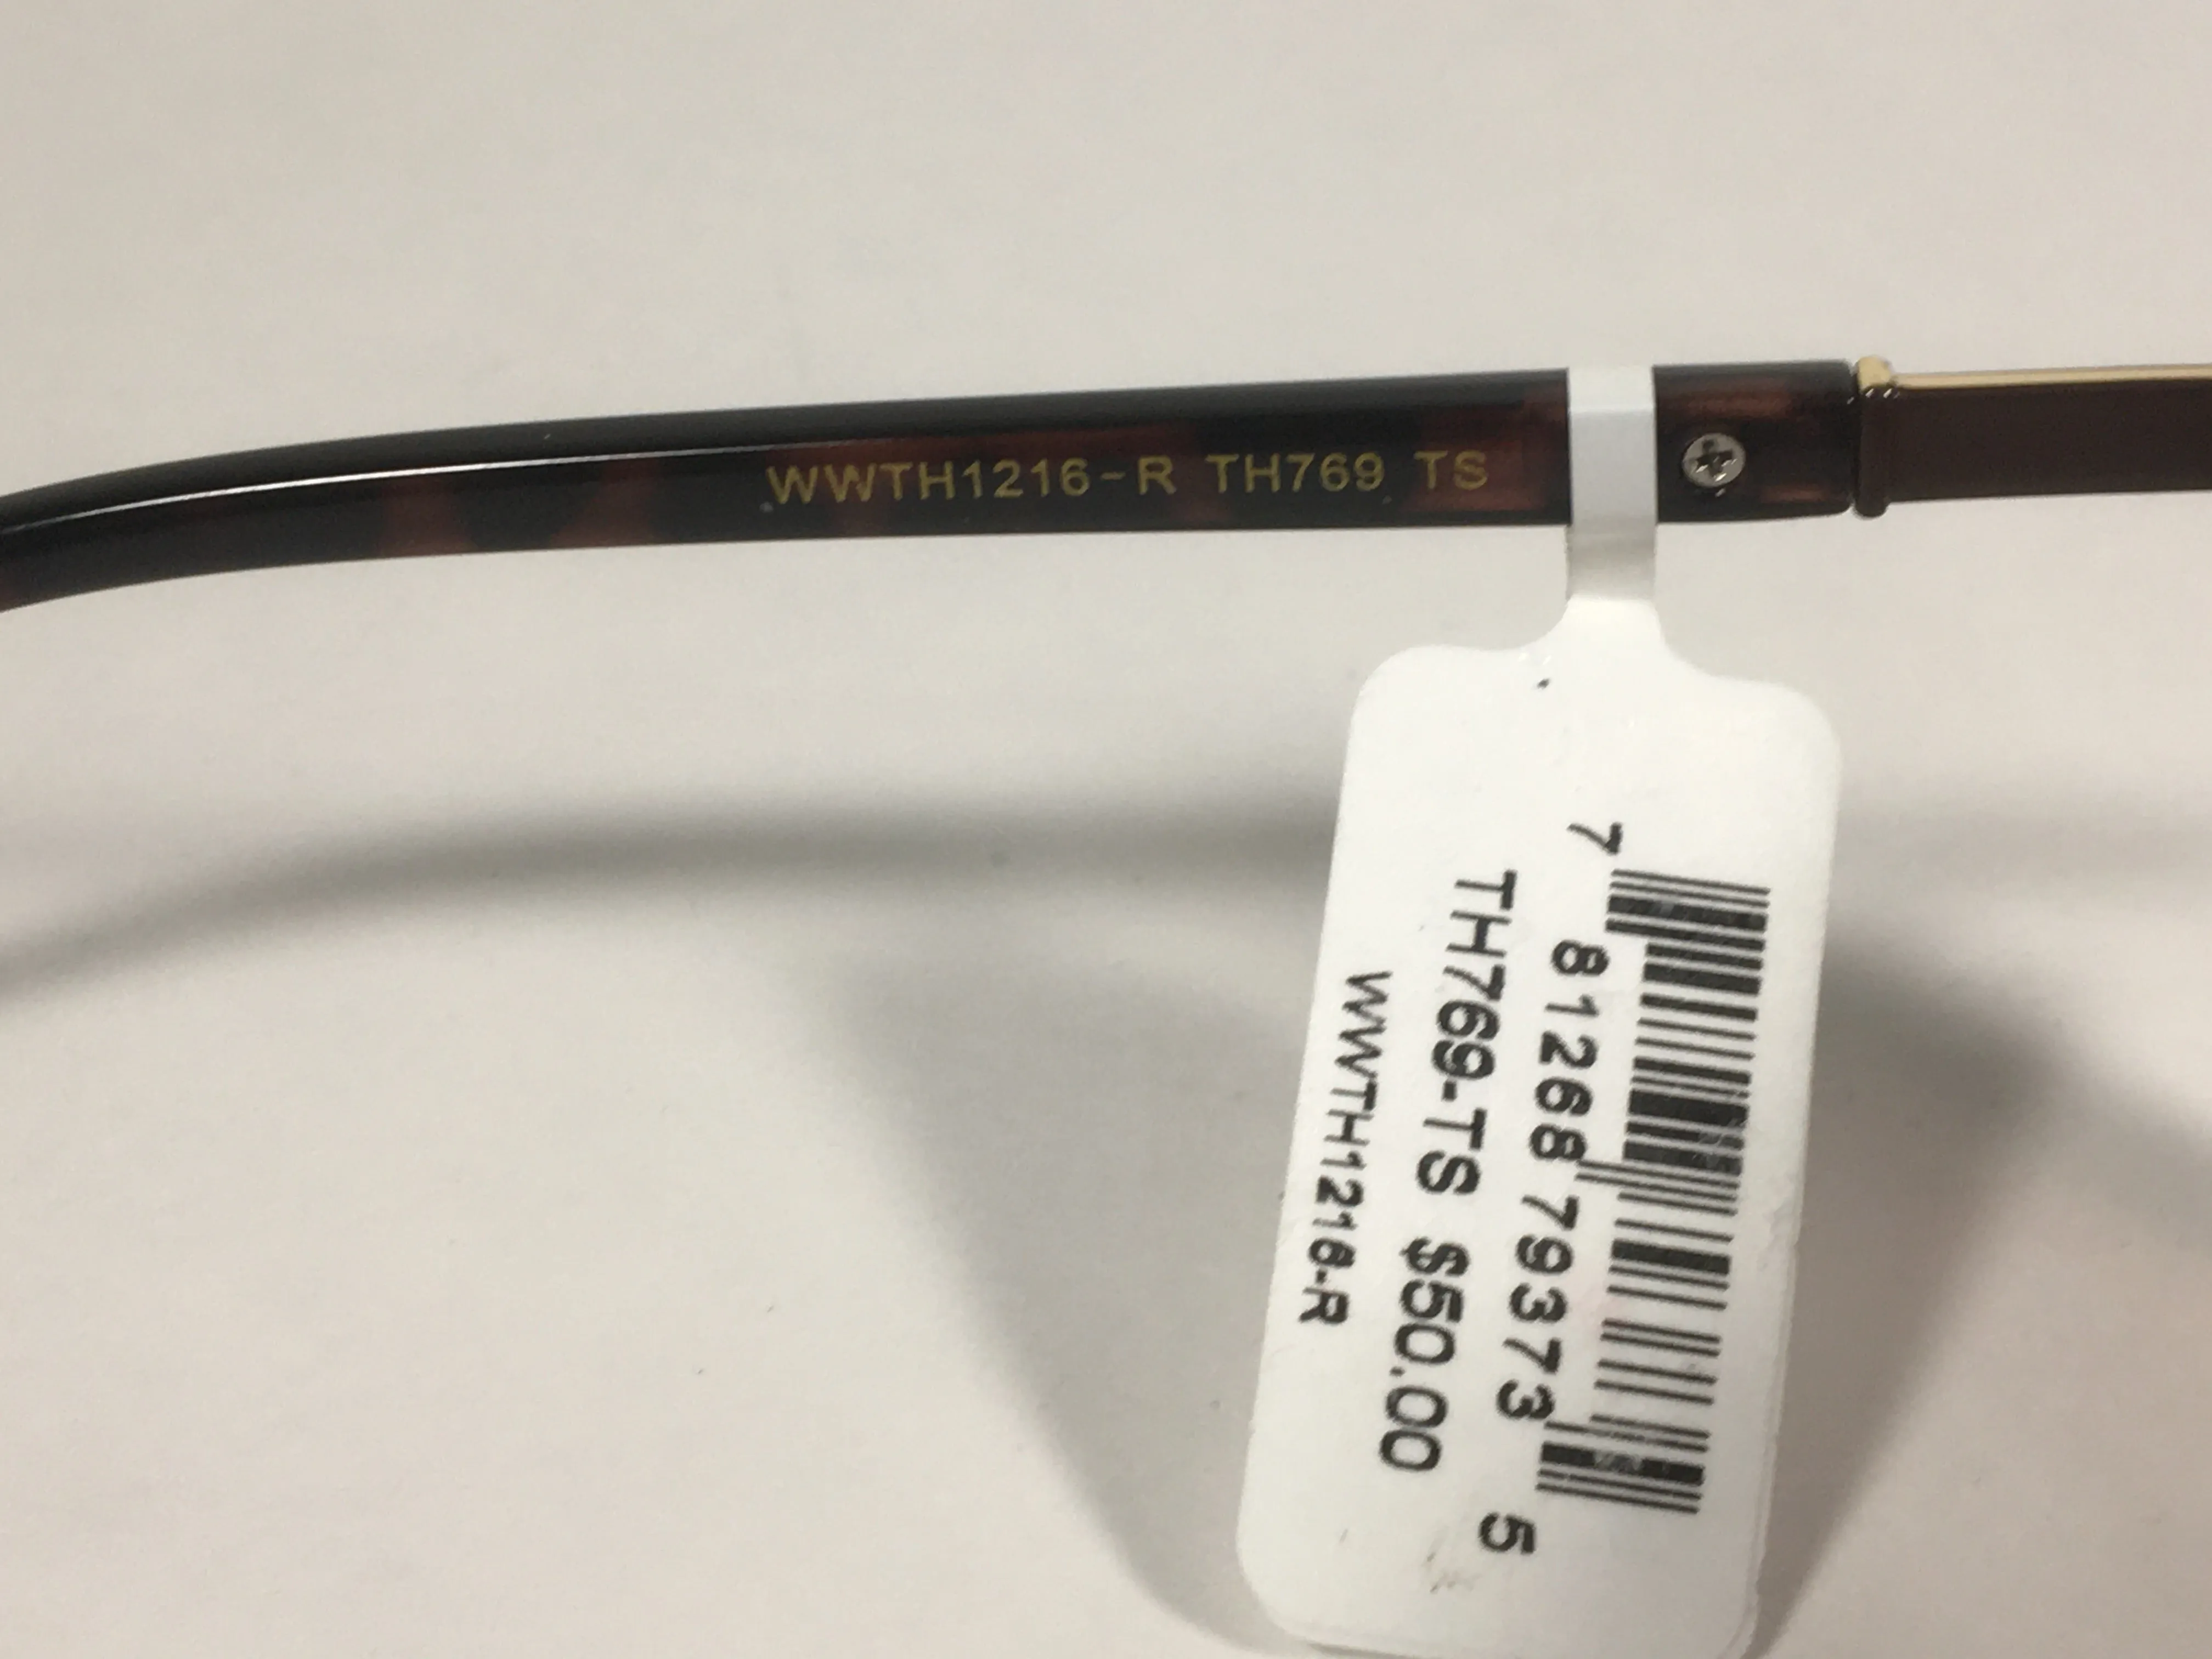 WWTH1216-R TH769 TS
7 81268 79373 5
TH769-TS $50.00
WWTH1216-R